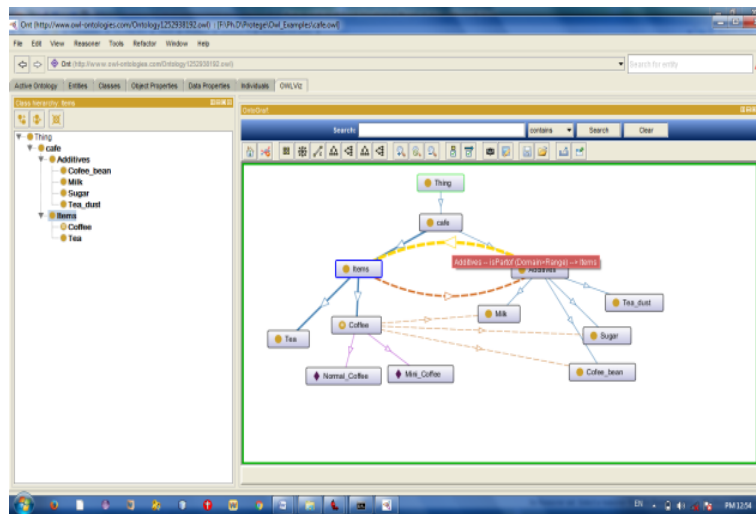 Ont (http://www.owl-ontologies.com/Ontology1252938192.owl) : [F:\Ph.D\Protege\Owl_Examples\cafe.owl]
File Edit View Reasoner Tools Refactor Window Help
Ont (http://www.owl-ontologies.com/Ontology1252938192.owl) Search for entity
Active Ontology Entities Classes Object Properties Data Properties Individuals OWLViz
Class hierarchy: Items
OntoGraf:
Search: contains Search Clear
Thing
cafe
Additives
Cofee_bean
Milk
Sugar
Tea_dust
Items
Coffee
Tea
Thing
cafe
Additives -- isPartof (Domain>Range) --> Items
Items
Additives
Tea_dust
Milk
Coffee
Tea
Sugar
Normal_Coffee
Mini_Coffee
Cofee_bean
EN
PM 12:51